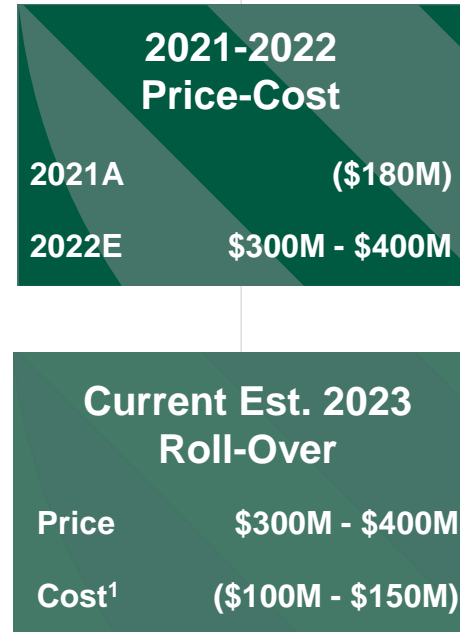 2021-2022
Price-Cost
2021A ($180M)
2022E $300M - $400M
Current Est. 2023
Roll-Over
Price $300M - $400M
Cost¹ ($100M - $150M)